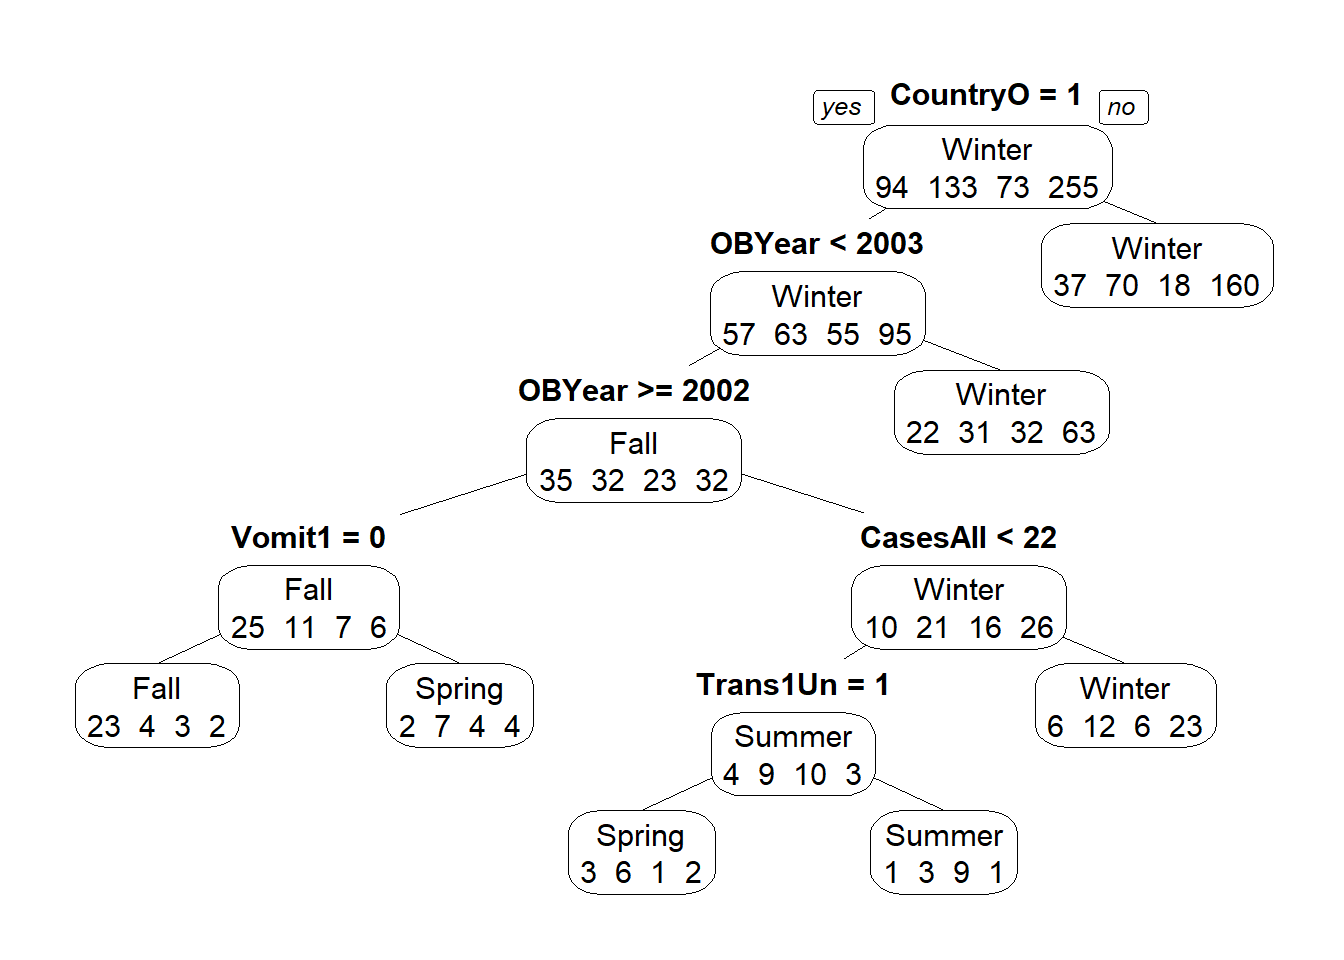 CountryO = 1
yes
no
Winter
94 133 73 255
OBYear < 2003
Winter
37 70 18 160
Winter
57 63 55 95
OBYear >= 2002
Winter
22 31 32 63
Fall
35 32 23 32
Vomit1 = 0
CasesAll < 22
Fall
25 11 7 6
Winter
10 21 16 26
Fall
23 4 3 2
Spring
2 7 4 4
Trans1Un = 1
Winter
6 12 6 23
Summer
4 9 10 3
Spring
3 6 1 2
Summer
1 3 9 1